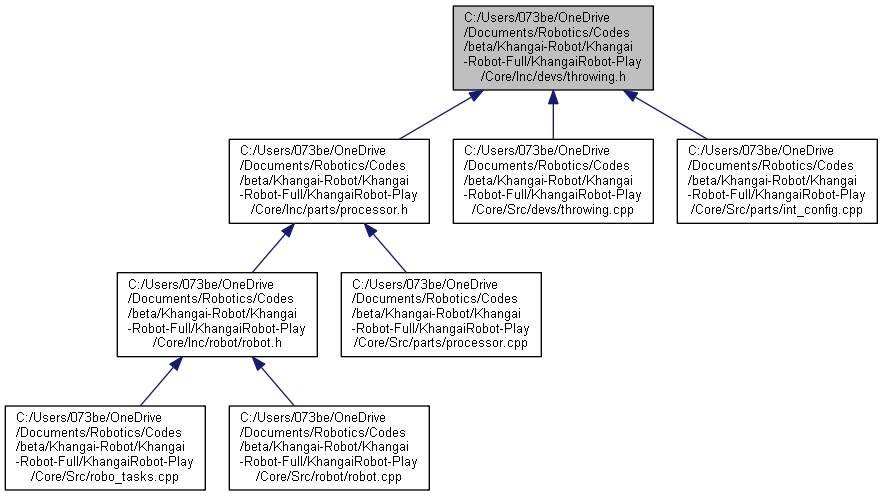 C:/Users/073be/OneDrive
/Documents/Robotics/Codes
/beta/Khangai-Robot/Khangai
-Robot-Full/KhangaiRobot-Play
/Core/Inc/devs/throwing.h
C:/Users/073be/OneDrive
/Documents/Robotics/Codes
/beta/Khangai-Robot/Khangai
-Robot-Full/KhangaiRobot-Play
/Core/Inc/parts/processor.h
C:/Users/073be/OneDrive
/Documents/Robotics/Codes
/beta/Khangai-Robot/Khangai
-Robot-Full/KhangaiRobot-Play
/Core/Src/devs/throwing.cpp
C:/Users/073be/OneDrive
/Documents/Robotics/Codes
/beta/Khangai-Robot/Khangai
-Robot-Full/KhangaiRobot-Play
/Core/Src/parts/int_config.cpp
C:/Users/073be/OneDrive
/Documents/Robotics/Codes
/beta/Khangai-Robot/Khangai
-Robot-Full/KhangaiRobot-Play
/Core/Inc/robot/robot.h
C:/Users/073be/OneDrive
/Documents/Robotics/Codes
/beta/Khangai-Robot/Khangai
-Robot-Full/KhangaiRobot-Play
/Core/Src/parts/processor.cpp
C:/Users/073be/OneDrive
/Documents/Robotics/Codes
/beta/Khangai-Robot/Khangai
-Robot-Full/KhangaiRobot-Play
/Core/Src/robo_tasks.cpp
C:/Users/073be/OneDrive
/Documents/Robotics/Codes
/beta/Khangai-Robot/Khangai
-Robot-Full/KhangaiRobot-Play
/Core/Src/robot/robot.cpp